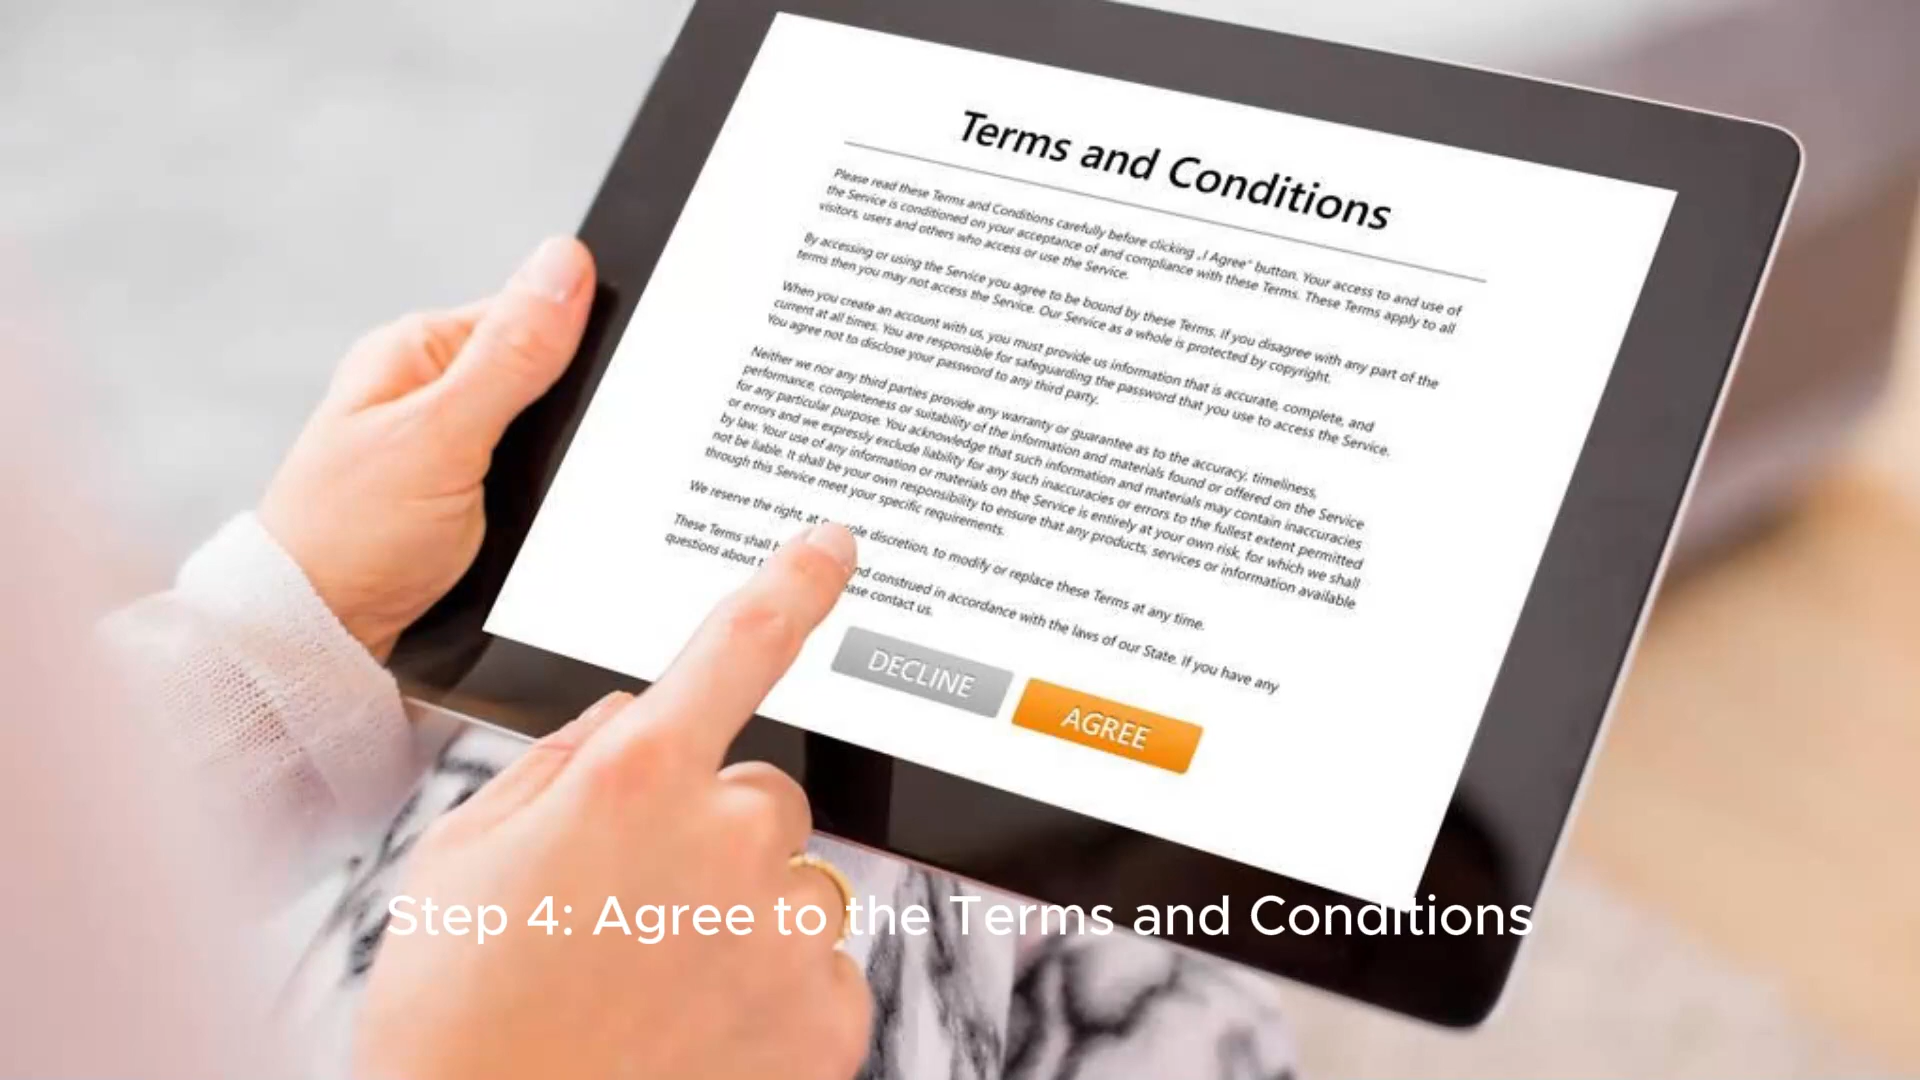 Terms and Conditions
Please read these Terms and Conditions carefully before clicking „I Agree" button. Your access to and use of
the Service is conditioned on your acceptance of and compliance with these Terms. These Terms apply to all
visitors, users and others who access or use the Service.
By accessing or using the Service you agree to be bound by these Terms. If you disagree with any part of the
terms then you may not access the Service. Our Service as a whole is protected by copyright.
When you create an account with us, you must provide us information that is accurate, complete, and
current at all times. You are responsible for safeguarding the password that you use to access the Service.
You agree not to disclose your password to any third party.
Neither we nor any third parties provide any warranty or guarantee as to the accuracy, timeliness,
performance, completeness or suitability of the information and materials found or offered on the Service
for any particular purpose. You acknowledge that such information and materials may contain inaccuracies
or errors and we expressly exclude liability for any such inaccuracies or errors to the fullest extent permitted
by law. Your use of any information or materials on the Service is entirely at your own risk, for which we shall
not be liable. It shall be your own responsibility to ensure that any products, services or information available
through this Service meet your specific requirements.
We reserve the right, at sole discretion, to modify or replace these Terms at any time.
These Terms shall and construed in accordance with the laws of our State. If you have any
questions about please contact us.
DECLINE
AGREE
Step 4: Agree to the Terms and Conditions